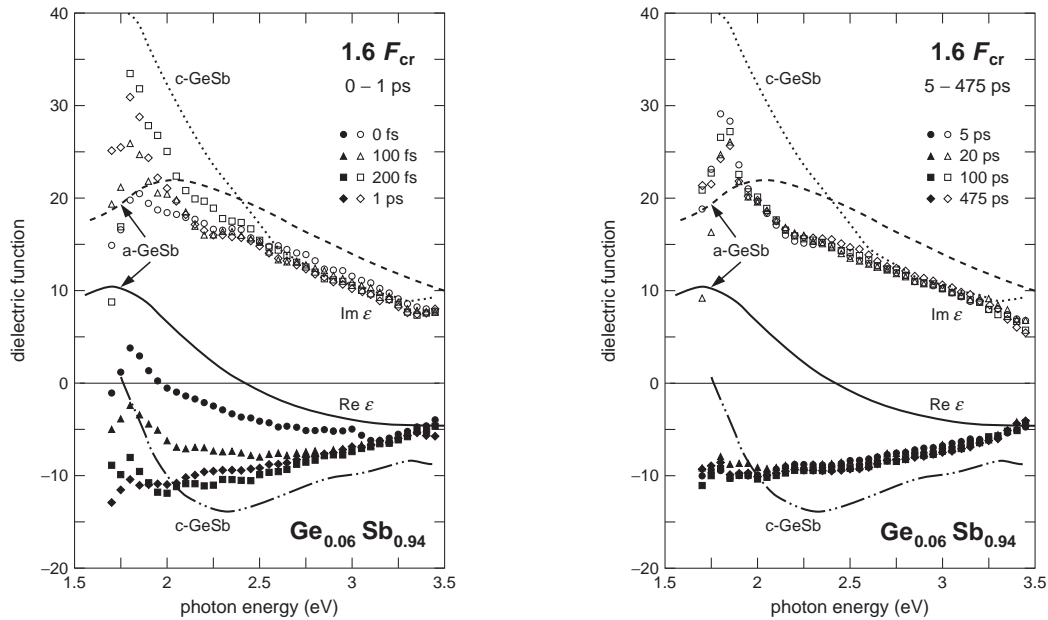 40
30
20
10
0
–10
–20
dielectric function
1.5
2
2.5
3
3.5
photon energy (eV)
c-GeSb
1.6 Fcr
0 – 1 ps
0 fs
100 fs
200 fs
1 ps
a-GeSb
Im ε
Re ε
c-GeSb
Ge0.06 Sb0.94
40
30
20
10
0
–10
–20
dielectric function
1.5
2
2.5
3
3.5
photon energy (eV)
c-GeSb
1.6 Fcr
5 – 475 ps
5 ps
20 ps
100 ps
475 ps
a-GeSb
Im ε
Re ε
c-GeSb
Ge0.06 Sb0.94